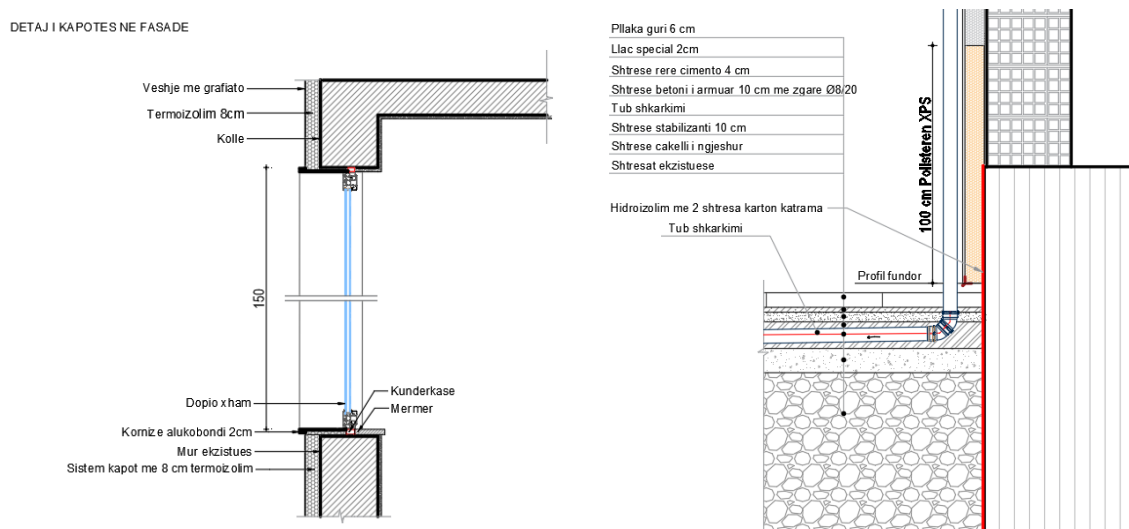 DETAJ I KAPOTES NE FASADE
Veshje me grafiato
Termoizolim 8cm
Kolle
150
Dopio xham
Kunderkase
Mermer
Kornize alukobondi 2cm
Mur ekzistues
Sistem kapot me 8 cm termoizolim
Pllaka guri 6 cm
Llac special 2cm
Shtrese rere cimento 4 cm
Shtrese betoni i armuar 10 cm me zgare Ø8/20
Tub shkarkimi
Shtrese stabilizanti 10 cm
Shtrese cakelli i ngjeshur
Shtresat ekzistuese
100 cm Polisteren XPS
Hidroizolim me 2 shtresa karton katrama
Tub shkarkimi
Profil fundor